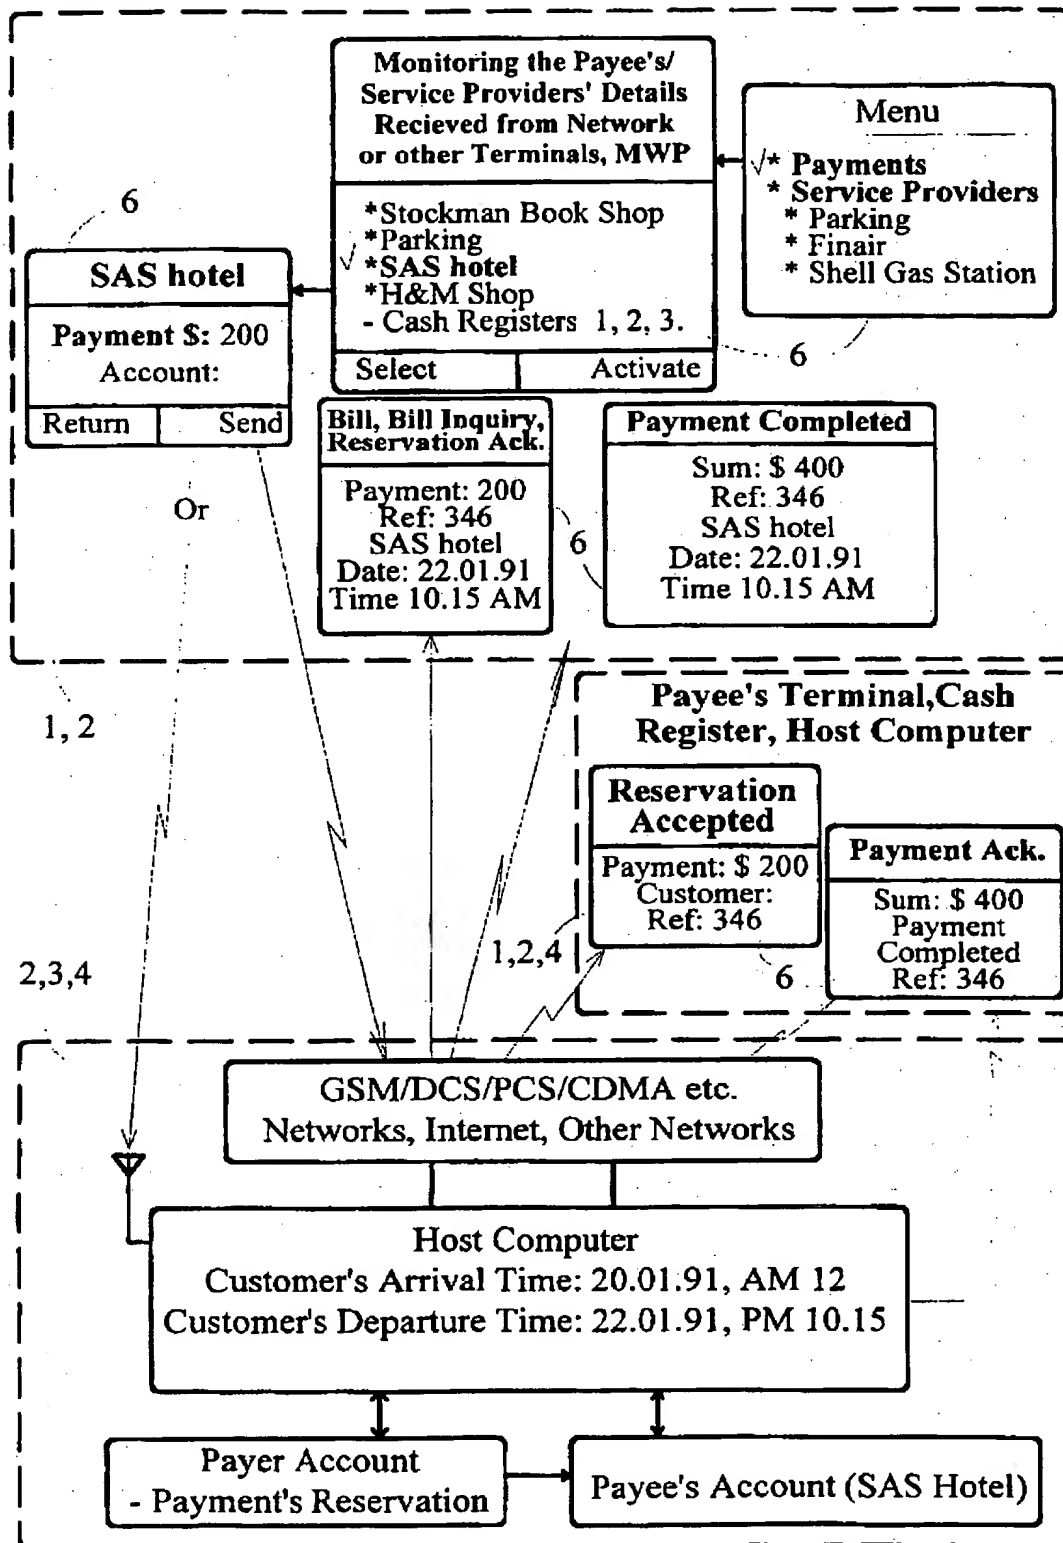 Monitoring the Payee's/
Service Providers' Details
Recieved from Network
or other Terminals, MWP
*Stockman Book Shop
*Parking
√ *SAS hotel
*H&M Shop
- Cash Registers 1, 2, 3.
Select Activate
Menu
√* Payments
* Service Providers
* Parking
* Finair
* Shell Gas Station
6
6
SAS hotel
Payment $: 200
Account:
Return Send
Or
Bill, Bill Inquiry,
Reservation Ack.
Payment: 200
Ref: 346
SAS hotel
Date: 22.01.91
Time 10.15 AM
6
Payment Completed
Sum: $ 400
Ref: 346
SAS hotel
Date: 22.01.91
Time 10.15 AM
1, 2
Payee's Terminal,Cash
Register, Host Computer
Reservation
Accepted
Payment: $ 200
Customer:
Ref: 346
Payment Ack.
Sum: $ 400
Payment
Completed
Ref: 346
1,2,4
6
2,3,4
GSM/DCS/PCS/CDMA etc.
Networks, Internet, Other Networks
Host Computer
Customer's Arrival Time: 20.01.91, AM 12
Customer's Departure Time: 22.01.91, PM 10.15
Payer Account
- Payment's Reservation
Payee's Account (SAS Hotel)